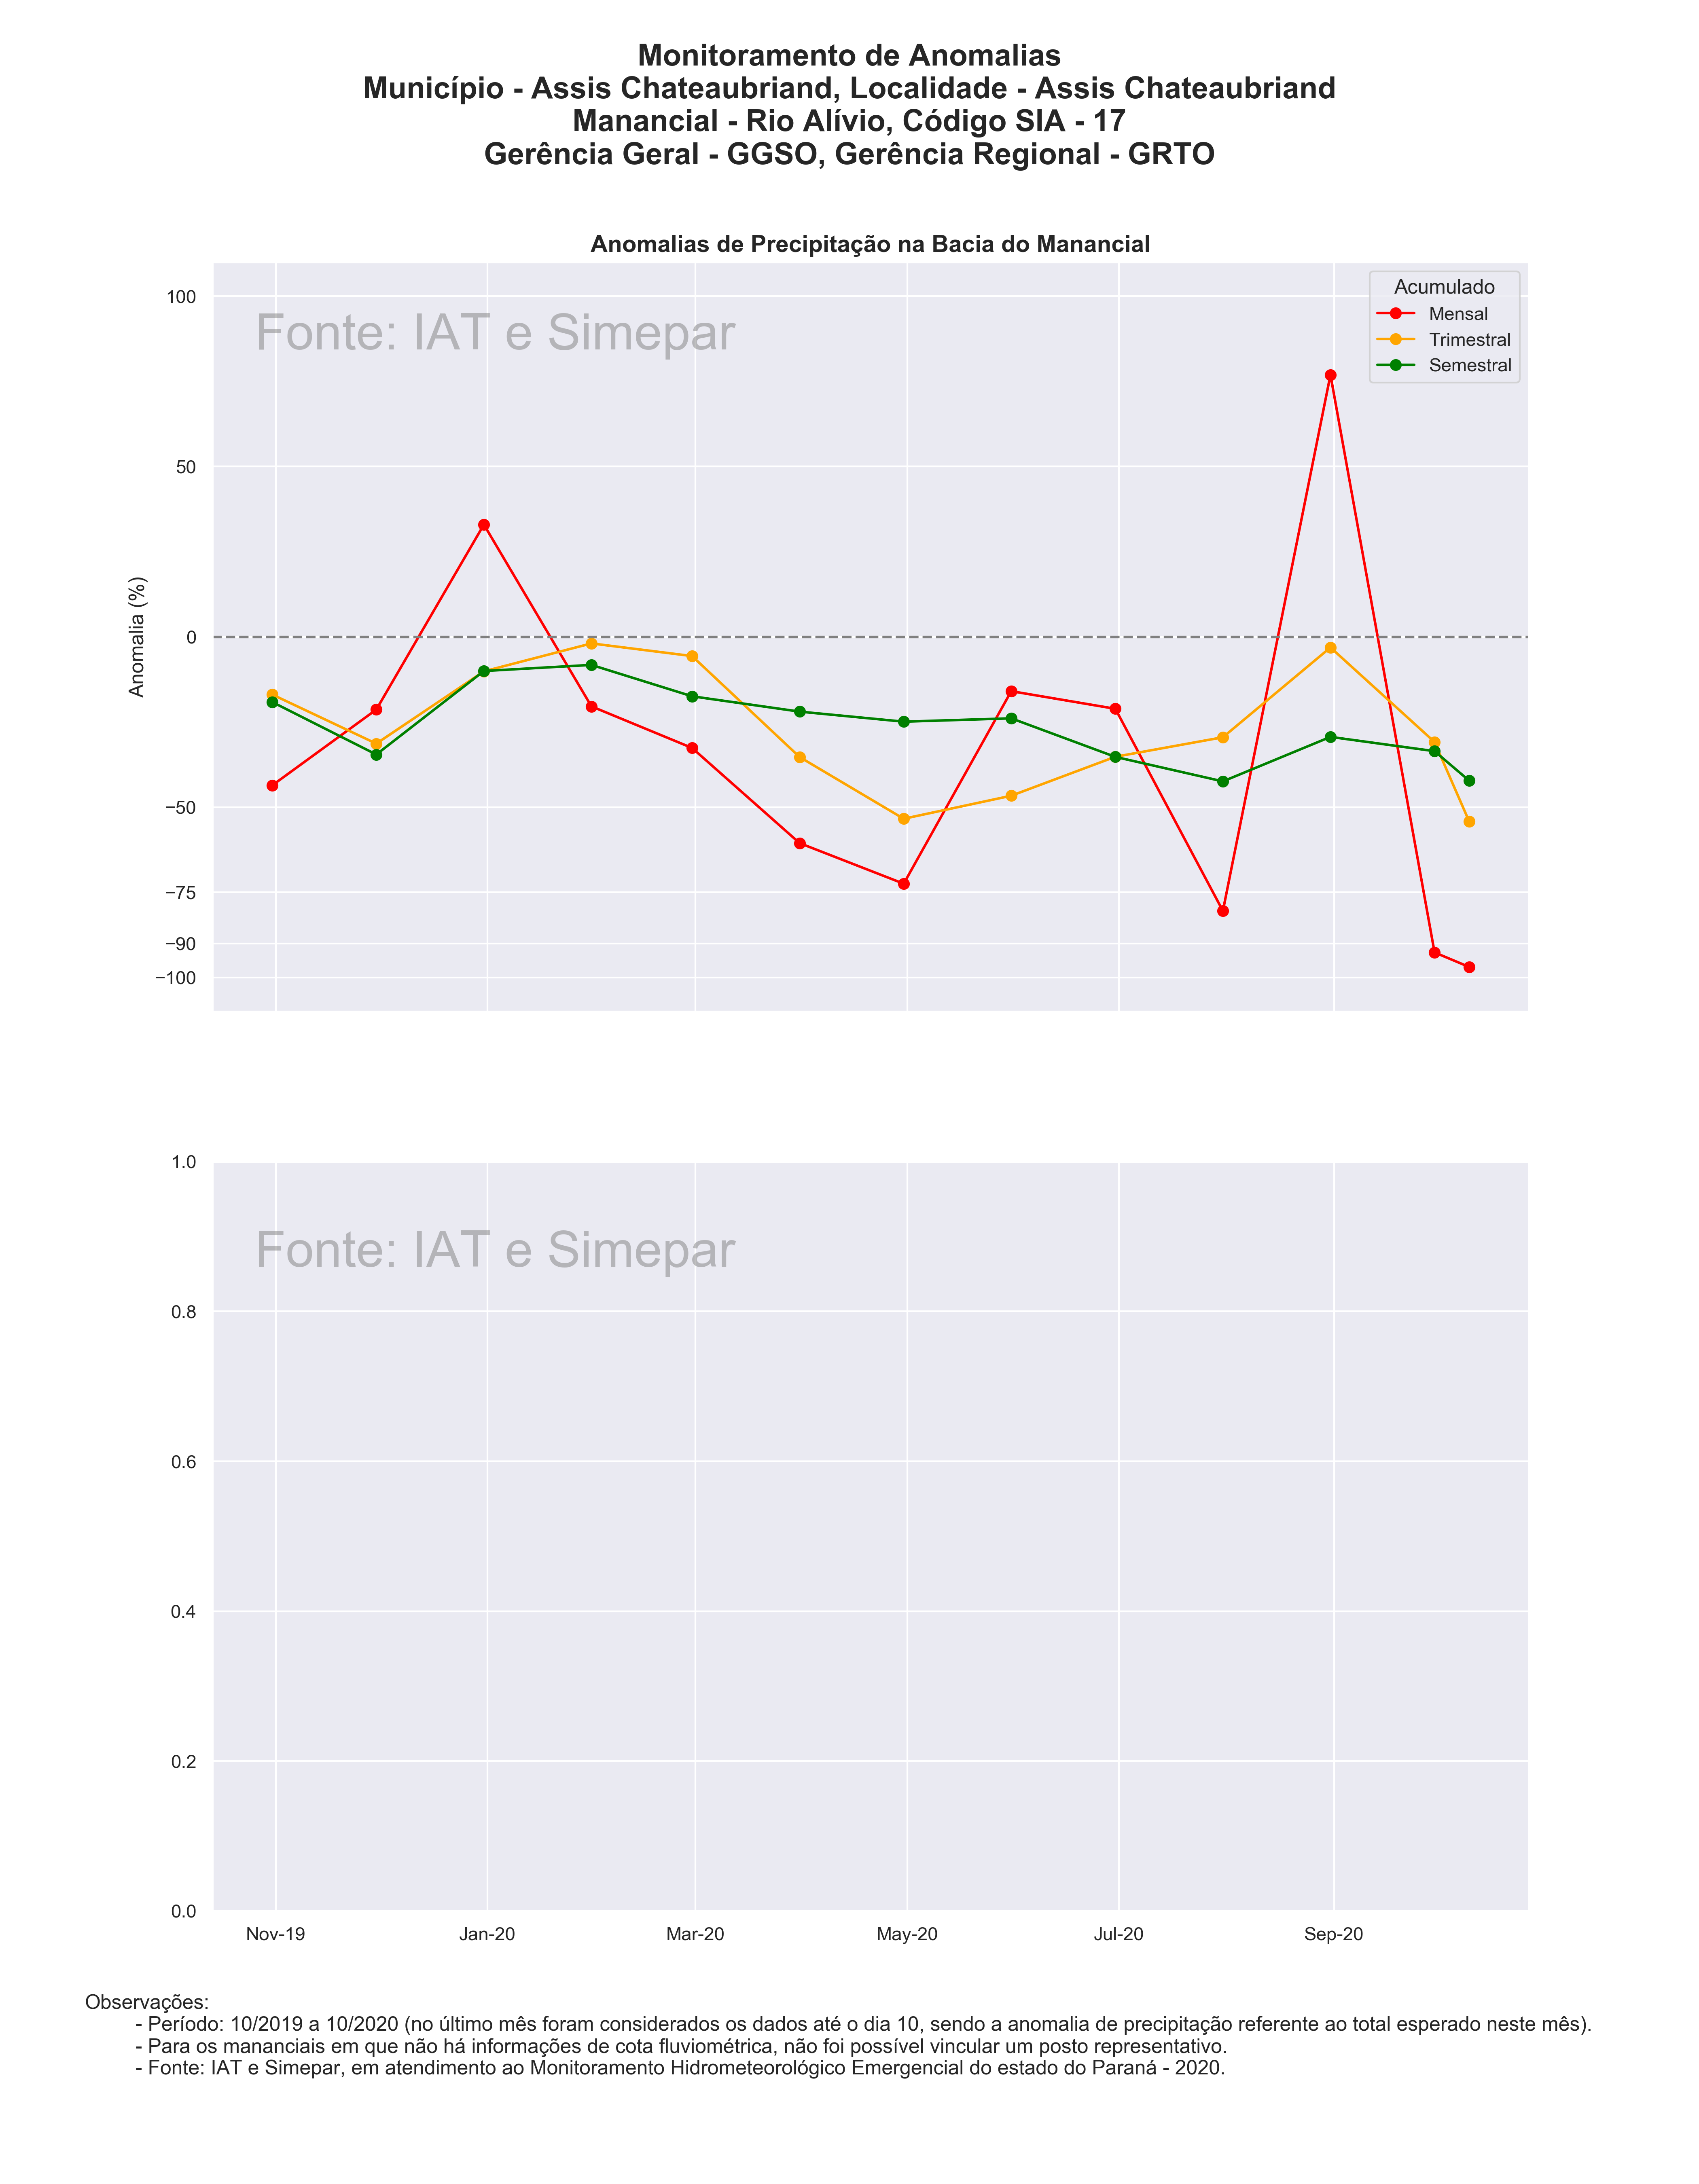 Monitoramento de Anomalias
Município - Assis Chateaubriand, Localidade - Assis Chateaubriand
Manancial - Rio Alívio, Código SIA - 17
Gerência Geral - GGSO, Gerência Regional - GRTO
Anomalias de Precipitação na Bacia do Manancial
Fonte: IAT e Simepar
Acumulado
Mensal
Trimestral
Semestral
Anomalia (%)
100
50
0
−50
−75
−90
−100
Fonte: IAT e Simepar
1.0
0.8
0.6
0.4
0.2
0.0
Nov-19 Jan-20 Mar-20 May-20 Jul-20 Sep-20
Observações:
- Período: 10/2019 a 10/2020 (no último mês foram considerados os dados até o dia 10, sendo a anomalia de precipitação referente ao total esperado neste mês).
- Para os mananciais em que não há informações de cota fluviométrica, não foi possível vincular um posto representativo.
- Fonte: IAT e Simepar, em atendimento ao Monitoramento Hidrometeorológico Emergencial do estado do Paraná - 2020.